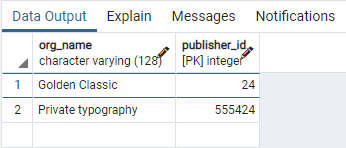 Data Output Explain Messages Notifications
org_name publisher_id
character varying (128) [PK] integer
1 Golden Classic 24
2 Private typography 555424